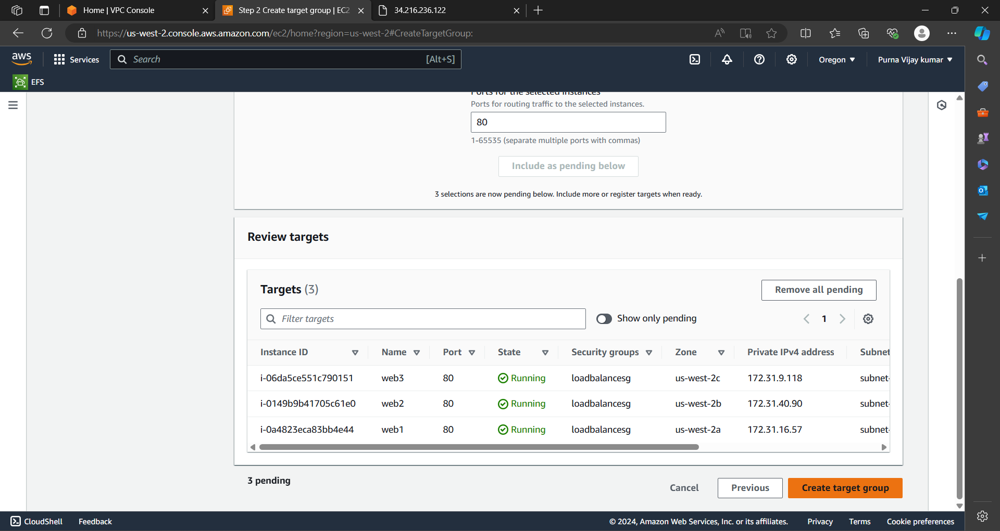 Home | VPC Console
Step 2 Create target group | EC2
34.216.236.122
https://us-west-2.console.aws.amazon.com/ec2/home?region=us-west-2#CreateTargetGroup:
aws
Services
Search
[Alt+S]
Oregon
Purna Vijay kumar
EFS
Ports for the selected instances
Ports for routing traffic to the selected instances.
80
1-65535 (separate multiple ports with commas)
Include as pending below
3 selections are now pending below. Include more or register targets when ready.
Review targets
Targets (3)
Remove all pending
Filter targets
Show only pending
1
Instance ID Name Port State Security groups Zone Private IPv4 address Subnet
i-06da5ce551c790151 web3 80 Running loadbalancesg us-west-2c 172.31.9.118 subnet-
i-0149b9b41705c61e0 web2 80 Running loadbalancesg us-west-2b 172.31.40.90 subnet-
i-0a4823eca83bb4e44 web1 80 Running loadbalancesg us-west-2a 172.31.16.57 subnet-
3 pending
Cancel
Previous
Create target group
CloudShell
Feedback
© 2024, Amazon Web Services, Inc. or its affiliates.
Privacy
Terms
Cookie preferences